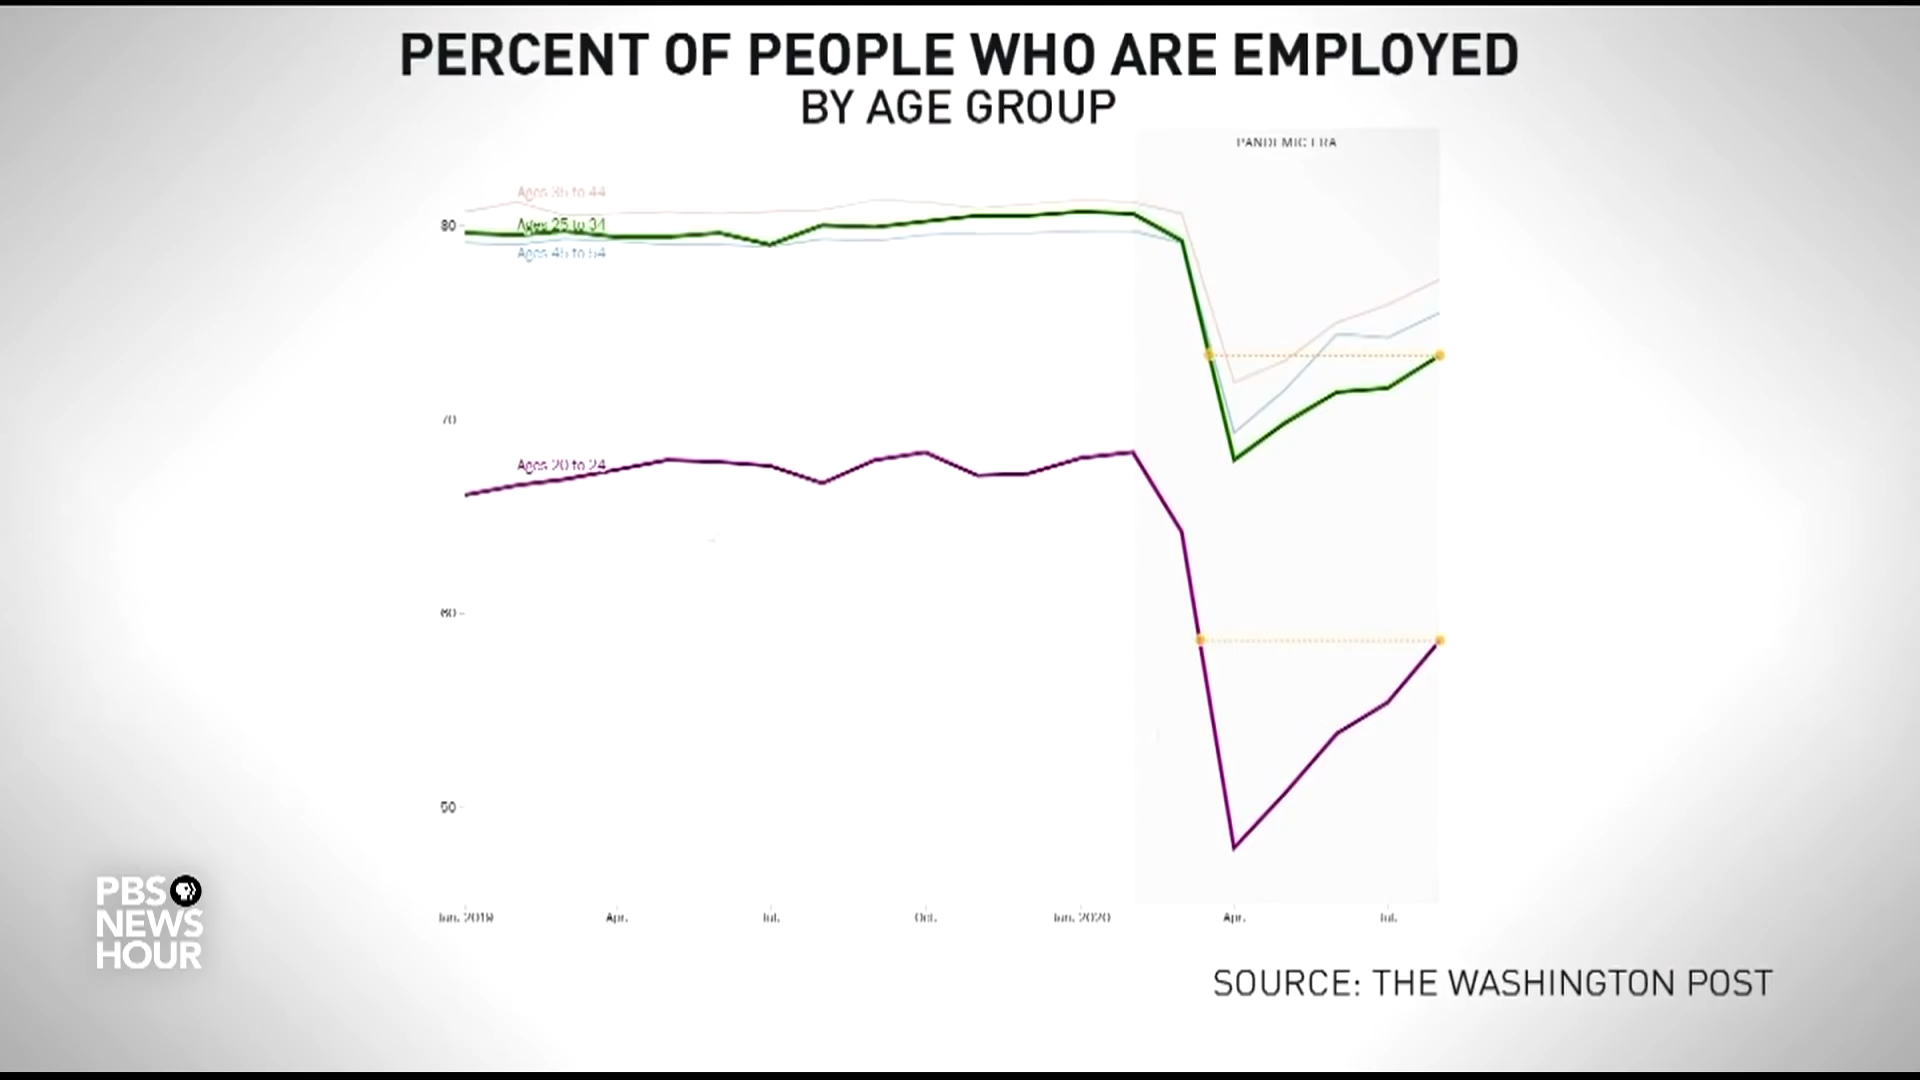 PERCENT OF PEOPLE WHO ARE EMPLOYED
BY AGE GROUP
PANDEMIC ERA
Ages 35 to 44
80
Ages 25 to 34
Ages 45 to 54
70
Ages 20 to 24
60
50
Jan. 2019
Apr.
Jul.
Oct.
Jan. 2020
Apr.
Jul.
PBS
NEWS
HOUR
SOURCE: THE WASHINGTON POST